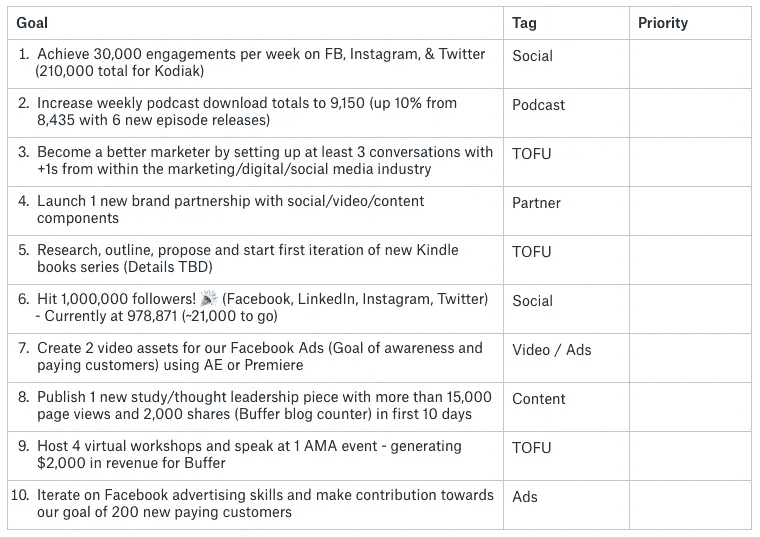 Goal Tag Priority
1. Achieve 30,000 engagements per week on FB, Instagram, & Twitter
(210,000 total for Kodiak)
Social
2. Increase weekly podcast download totals to 9,150 (up 10% from
8,435 with 6 new episode releases)
Podcast
3. Become a better marketer by setting up at least 3 conversations with
+1s from within the marketing/digital/social media industry
TOFU
4. Launch 1 new brand partnership with social/video/content
components
Partner
5. Research, outline, propose and start first iteration of new Kindle
books series (Details TBD)
TOFU
6. Hit 1,000,000 followers! 🎉 (Facebook, LinkedIn, Instagram, Twitter)
- Currently at 978,871 (~21,000 to go)
Social
7. Create 2 video assets for our Facebook Ads (Goal of awareness and
paying customers) using AE or Premiere
Video / Ads
8. Publish 1 new study/thought leadership piece with more than 15,000
page views and 2,000 shares (Buffer blog counter) in first 10 days
Content
9. Host 4 virtual workshops and speak at 1 AMA event - generating
$2,000 in revenue for Buffer
TOFU
10. Iterate on Facebook advertising skills and make contribution towards
our goal of 200 new paying customers
Ads